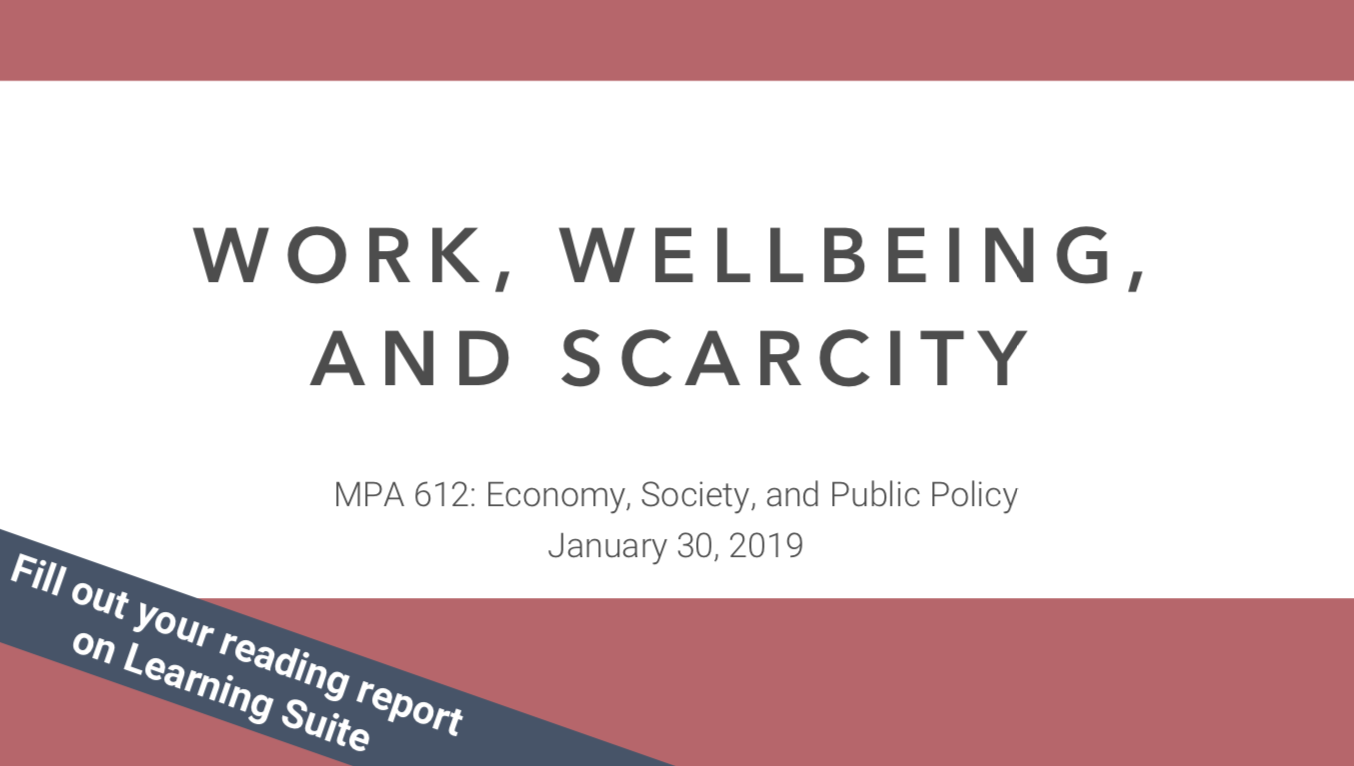 WORK, WELLBEING,
AND SCARCITY
MPA 612: Economy, Society, and Public Policy
January 30, 2019
Fill out your reading report
on Learning Suite